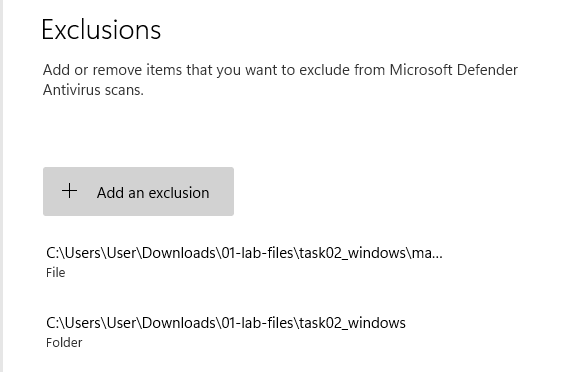 Exclusions
Add or remove items that you want to exclude from Microsoft Defender
Antivirus scans.
+ Add an exclusion
C:\Users\User\Downloads\01-lab-files\task02_windows\ma...
File
C:\Users\User\Downloads\01-lab-files\task02_windows
Folder